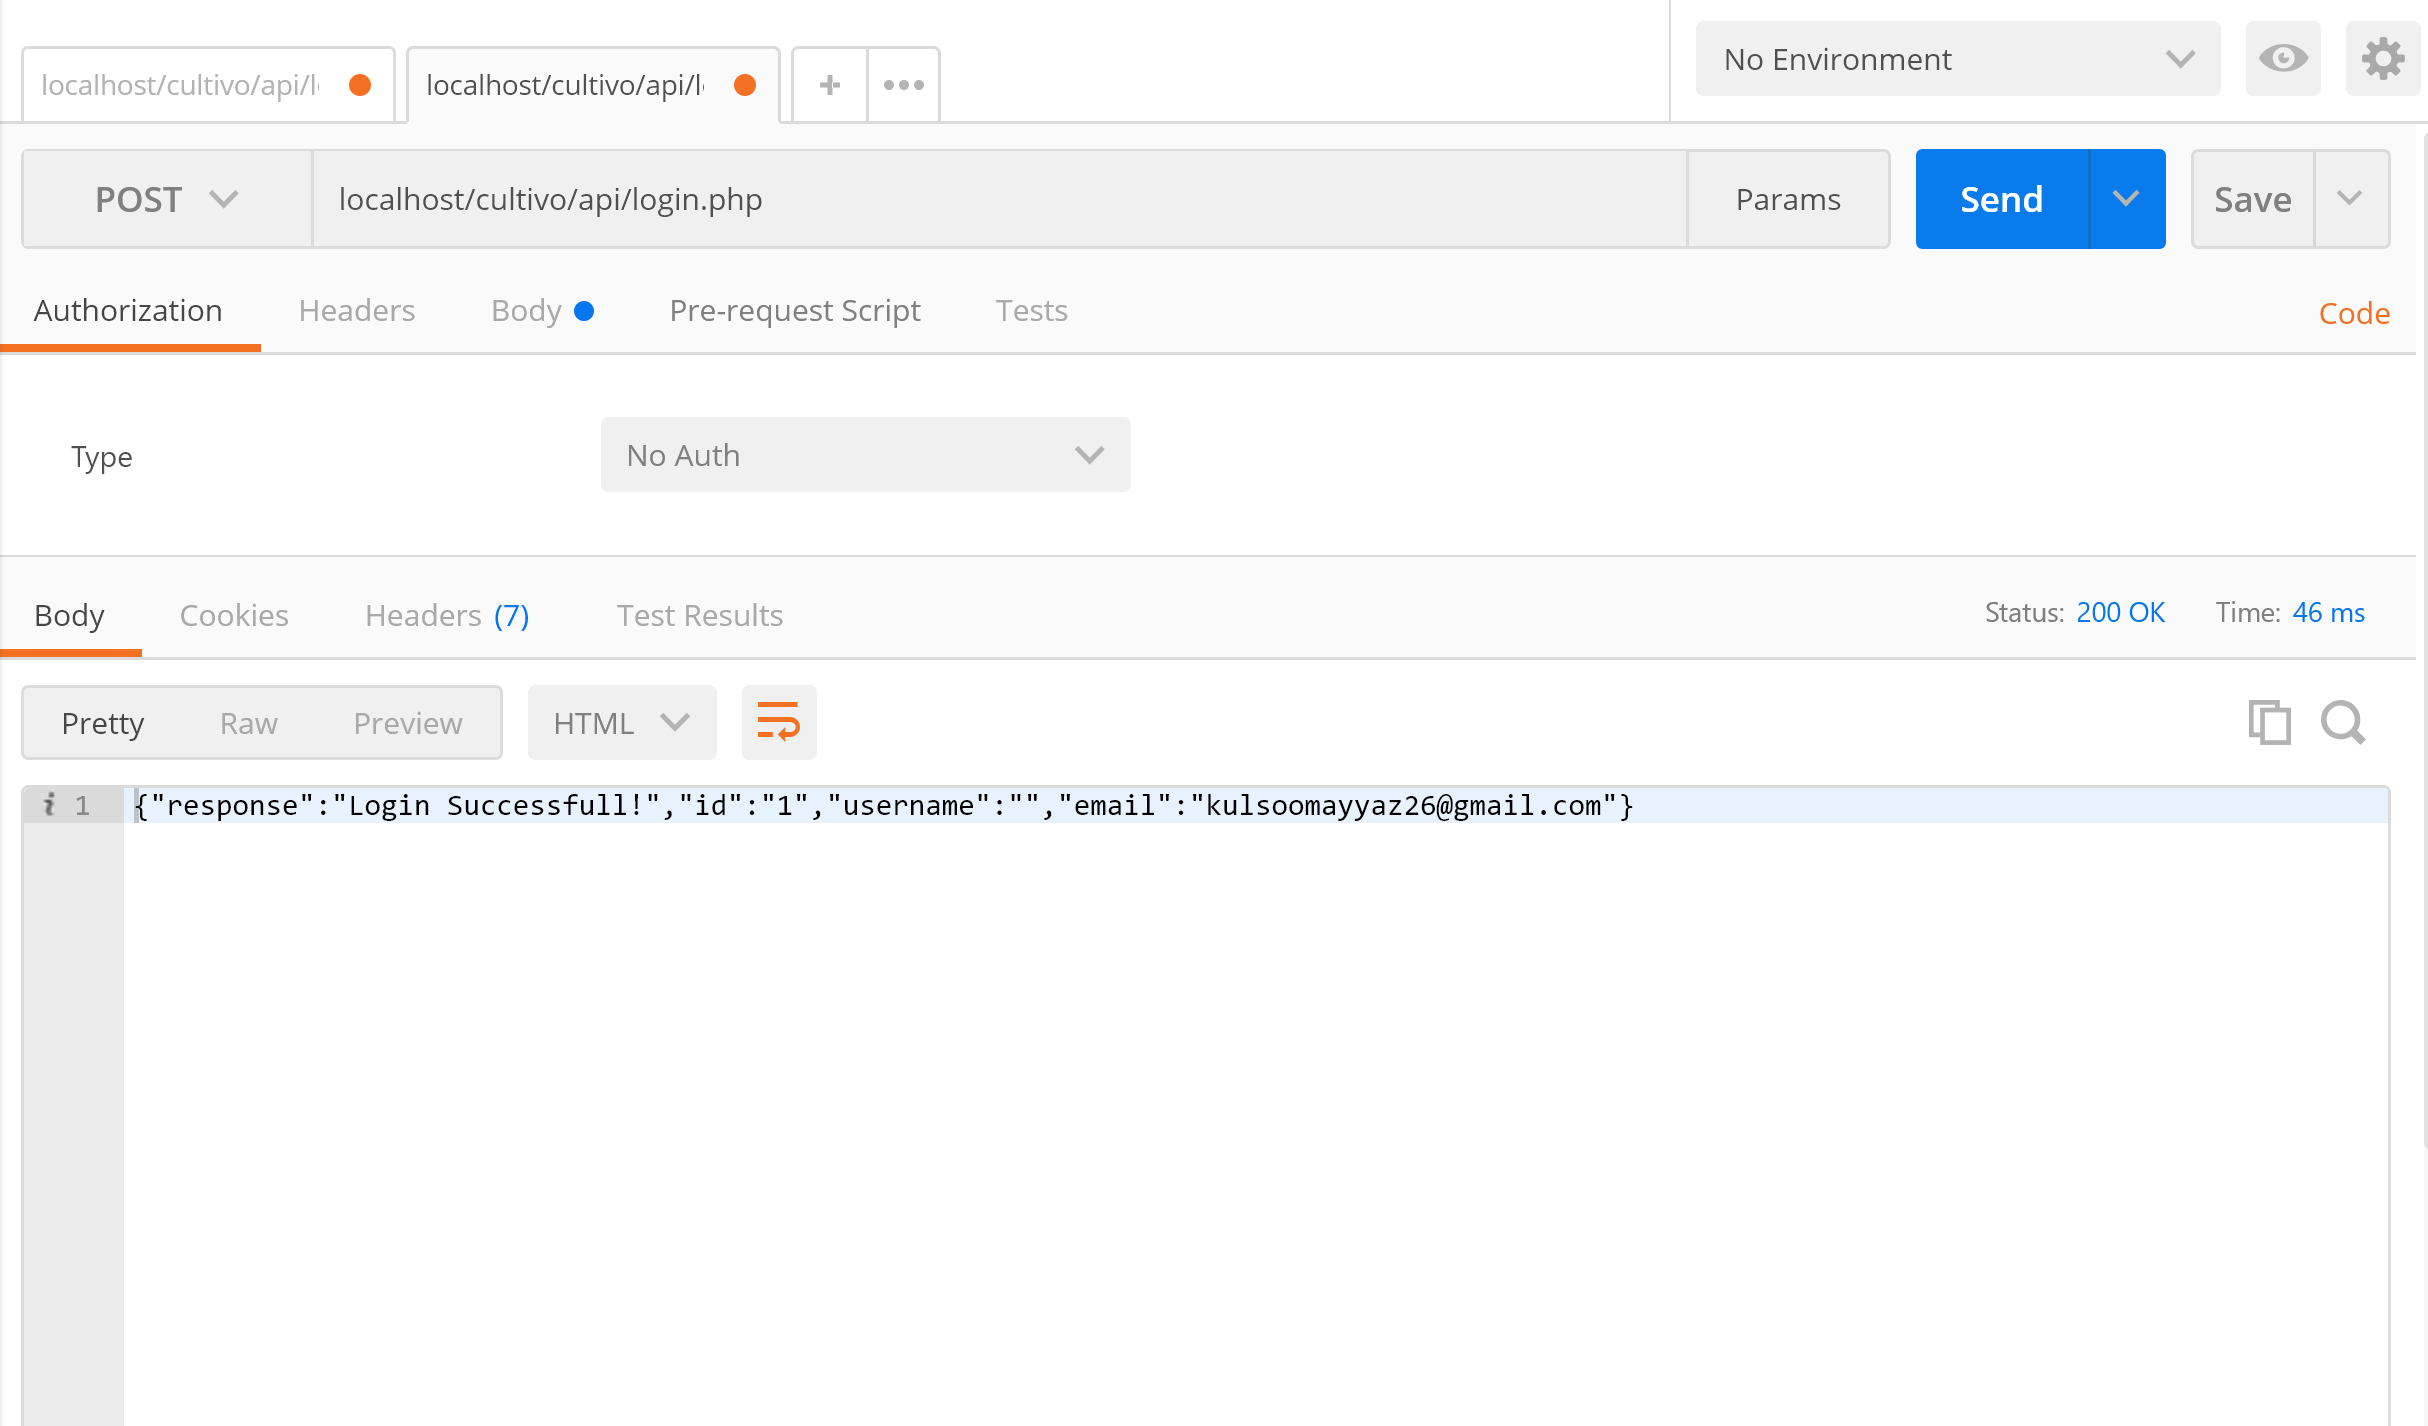 localhost/cultivo/api/l
localhost/cultivo/api/l
No Environment
POST
localhost/cultivo/api/login.php
Params
Send
Save
Authorization
Headers
Body
Pre-request Script
Tests
Code
Type
No Auth
Body
Cookies
Headers (7)
Test Results
Status: 200 OK
Time: 46 ms
Pretty
Raw
Preview
HTML
i 1
{"response":"Login Successfull!","id":"1","username":"","email":"kulsoomayyaz26@gmail.com"}